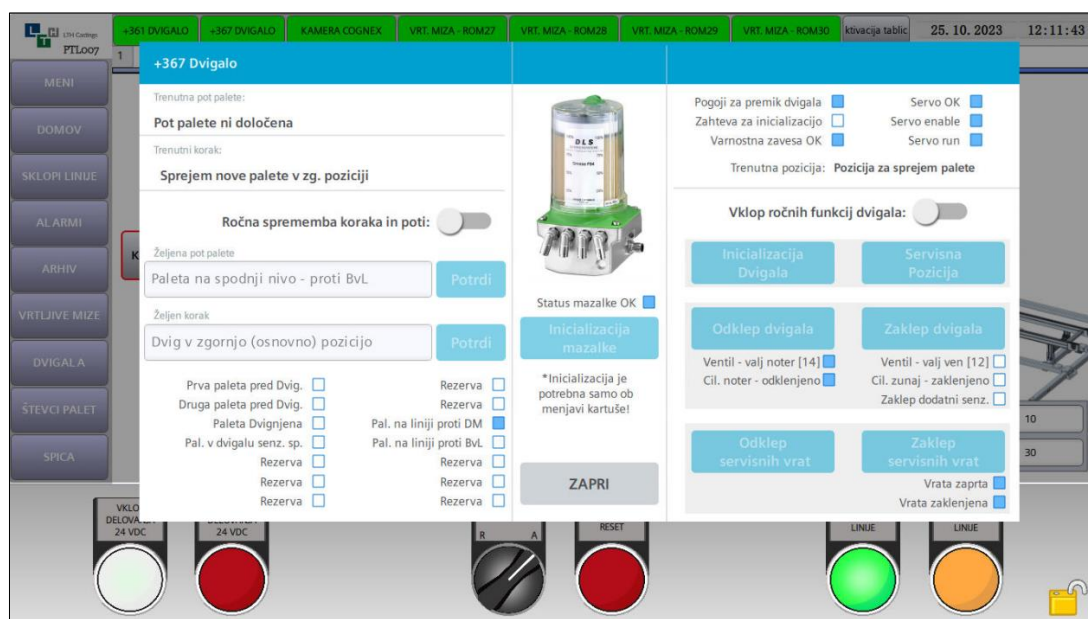 LTH Castings
PTL007
+361 DVIGALO
+367 DVIGALO
KAMERA COGNEX
VRT. MIZA - ROM27
VRT. MIZA - ROM28
VRT. MIZA - ROM29
VRT. MIZA - ROM30
ktivacija tablic
25. 10. 2023
12:11:43
1
MENI
DOMOV
SKLOPI LINIJE
ALARMI
ARHIV
VRTLJIVE MIZE
DVIGALA
ŠTEVCI PALET
SPICA
K
+367 Dvigalo
Trenutna pot palete:
Pot palete ni določena
Trenutni korak:
Sprejem nove palete v zg. poziciji
Ročna sprememba koraka in poti:
Željena pot palete
Paleta na spodnji nivo - proti BvL
Potrdi
Željen korak
Dvig v zgornjo (osnovno) pozicijo
Potrdi
Prva paleta pred Dvig.
Druga paleta pred Dvig.
Paleta Dvignjena
Pal. v dvigalu senz. sp.
Rezerva
Rezerva
Rezerva
Rezerva
Rezerva
Pal. na liniji proti DM
Pal. na liniji proti BvL
Rezerva
Rezerva
Rezerva
DLS
Status mazalke OK
Inicializacija
mazalke
*Inicializacija je
potrebna samo ob
menjavi kartuše!
ZAPRI
Pogoji za premik dvigala
Zahteva za inicializacijo
Varnostna zavesa OK
Servo OK
Servo enable
Servo run
Trenutna pozicija: Pozicija za sprejem palete
Vklop ročnih funkcij dvigala:
Inicializacija
Dvigala
Servisna
Pozicija
Odklep dvigala
Zaklep dvigala
Ventil - valj noter [14]
Cil. noter - odklenjeno
Ventil - valj ven [12]
Cil. zunaj - zaklenjeno
Zaklep dodatni senz.
Odklep
servisnih vrat
Zaklep
servisnih vrat
Vrata zaprta
Vrata zaklenjena
10
30
24 VDC
24 VDC
R
A
RESET
LINIJE
LINIJE